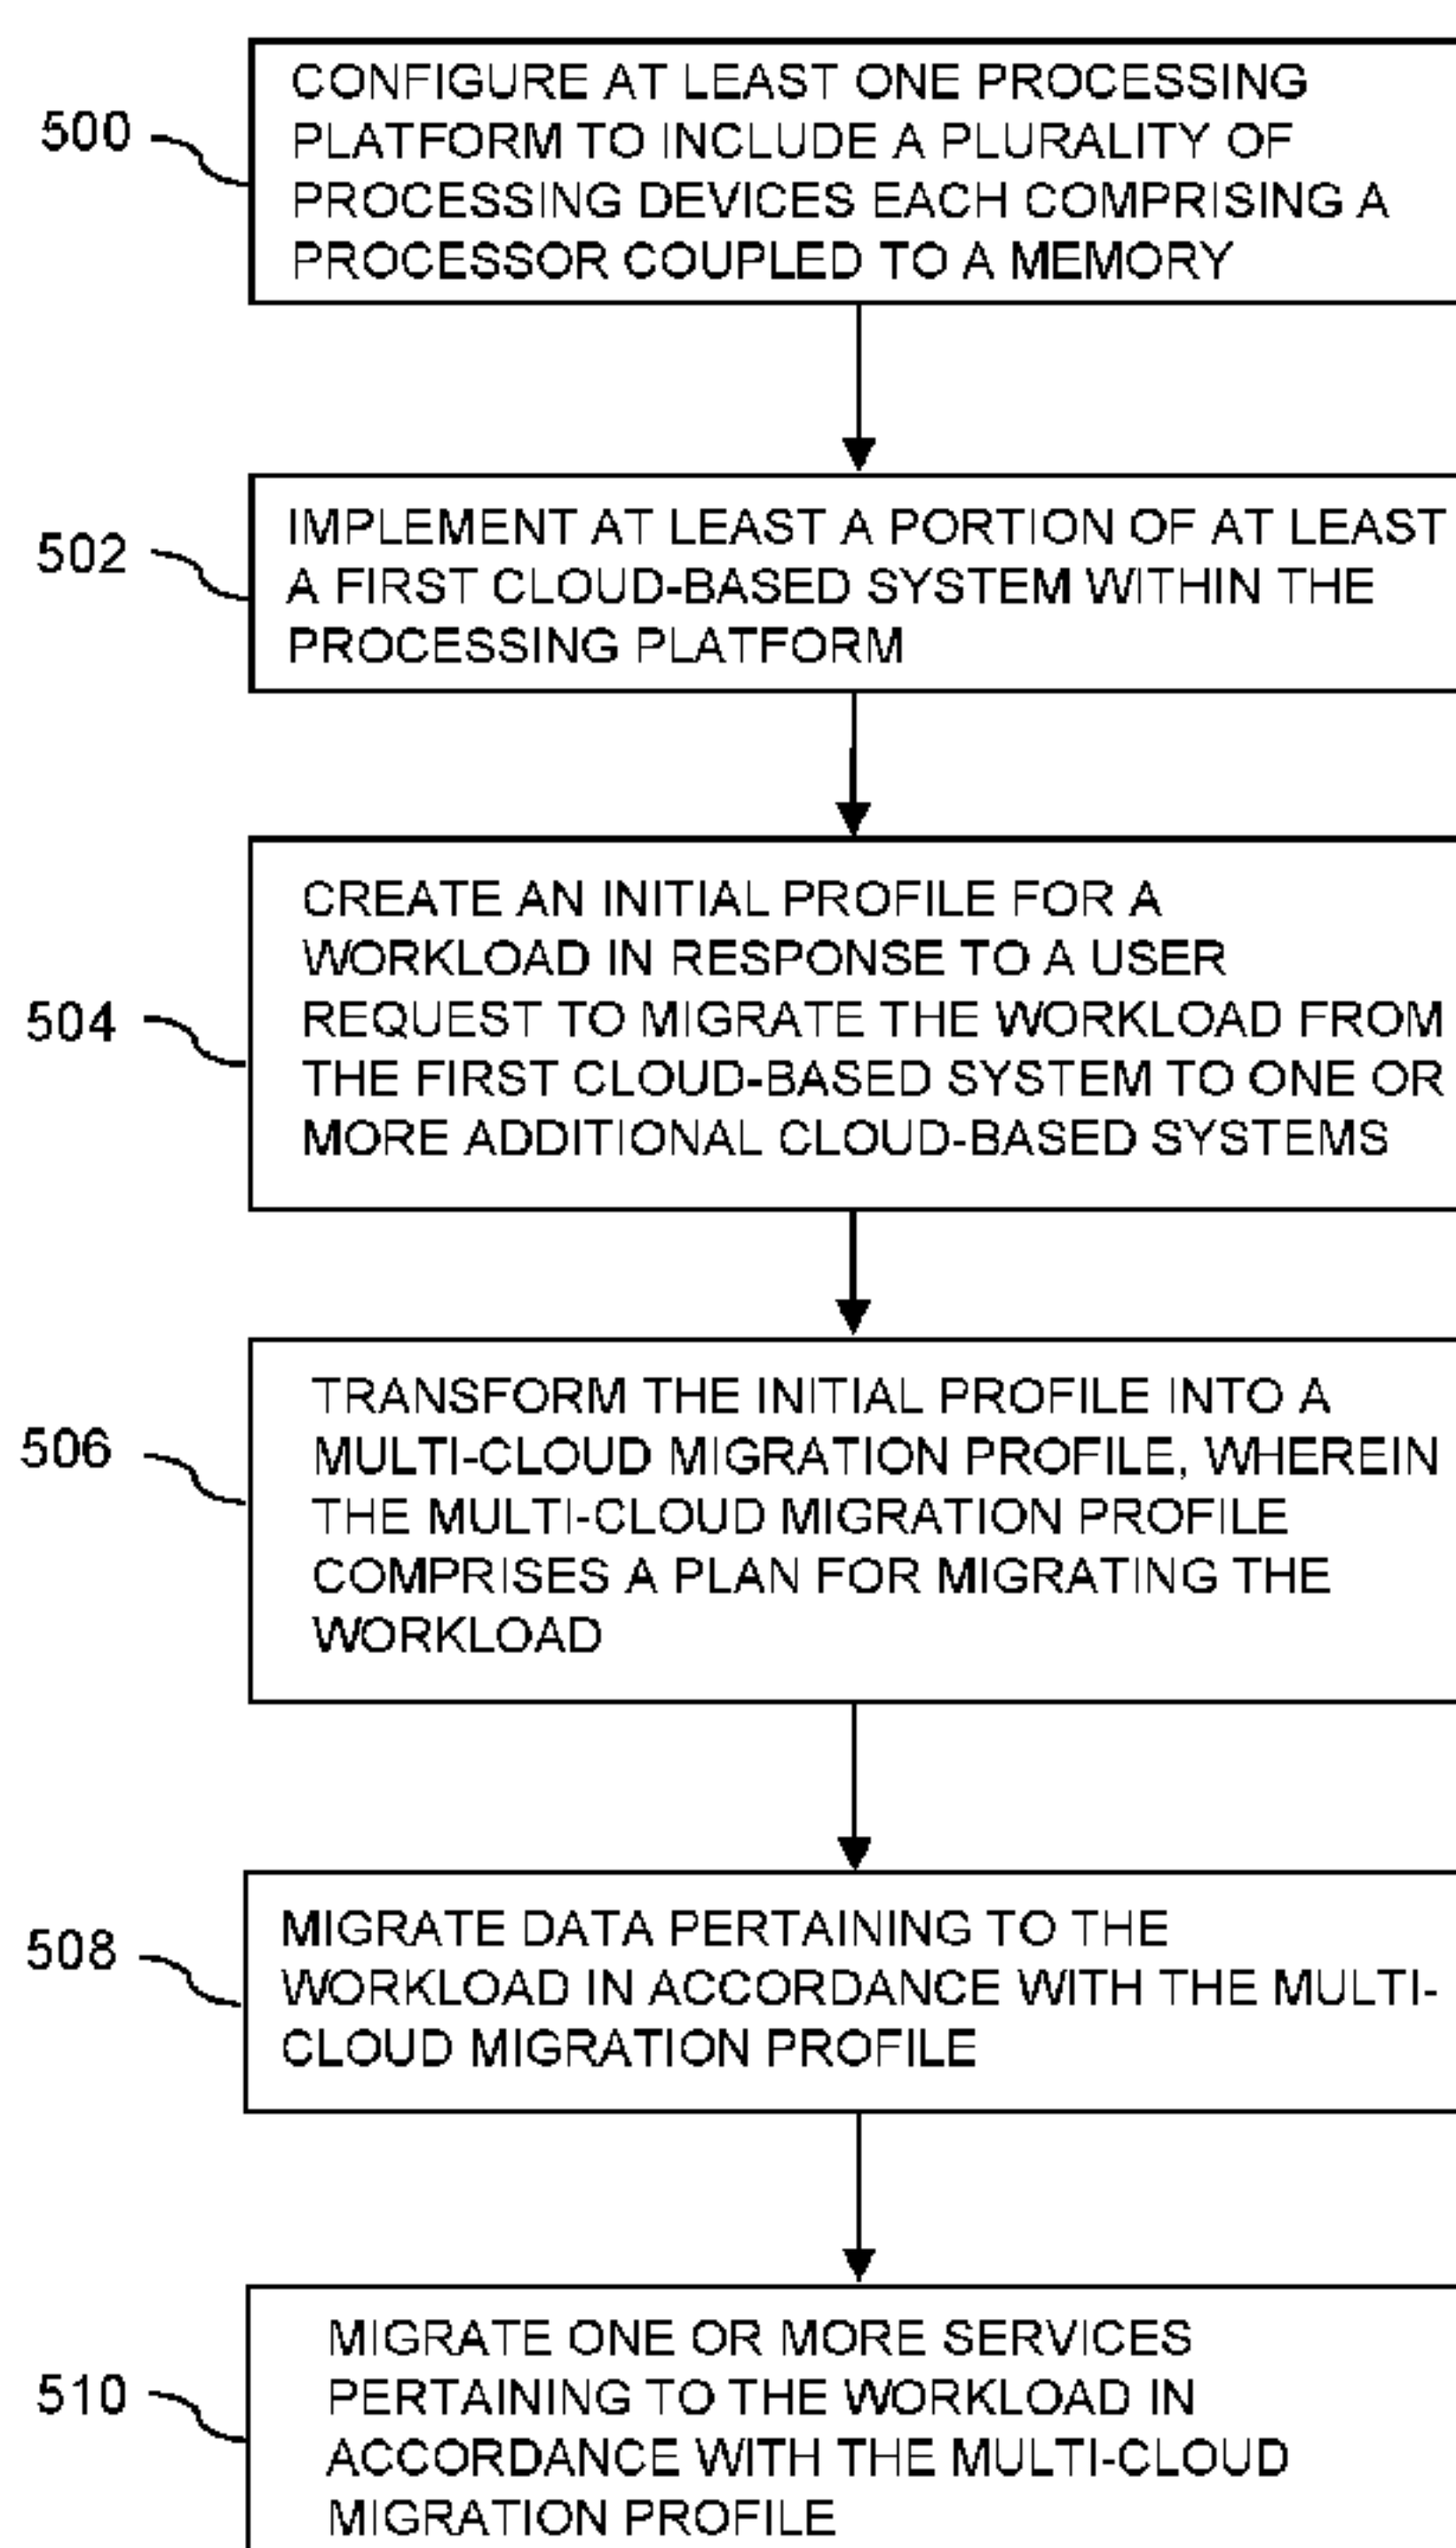 500
CONFIGURE AT LEAST ONE PROCESSING
PLATFORM TO INCLUDE A PLURALITY OF
PROCESSING DEVICES EACH COMPRISING A
PROCESSOR COUPLED TO A MEMORY
502
IMPLEMENT AT LEAST A PORTION OF AT LEAST
A FIRST CLOUD-BASED SYSTEM WITHIN THE
PROCESSING PLATFORM
504
CREATE AN INITIAL PROFILE FOR A
WORKLOAD IN RESPONSE TO A USER
REQUEST TO MIGRATE THE WORKLOAD FROM
THE FIRST CLOUD-BASED SYSTEM TO ONE OR
MORE ADDITIONAL CLOUD-BASED SYSTEMS
506
TRANSFORM THE INITIAL PROFILE INTO A
MULTI-CLOUD MIGRATION PROFILE, WHEREIN
THE MULTI-CLOUD MIGRATION PROFILE
COMPRISES A PLAN FOR MIGRATING THE
WORKLOAD
508
MIGRATE DATA PERTAINING TO THE
WORKLOAD IN ACCORDANCE WITH THE MULTI-
CLOUD MIGRATION PROFILE
510
MIGRATE ONE OR MORE SERVICES
PERTAINING TO THE WORKLOAD IN
ACCORDANCE WITH THE MULTI-CLOUD
MIGRATION PROFILE